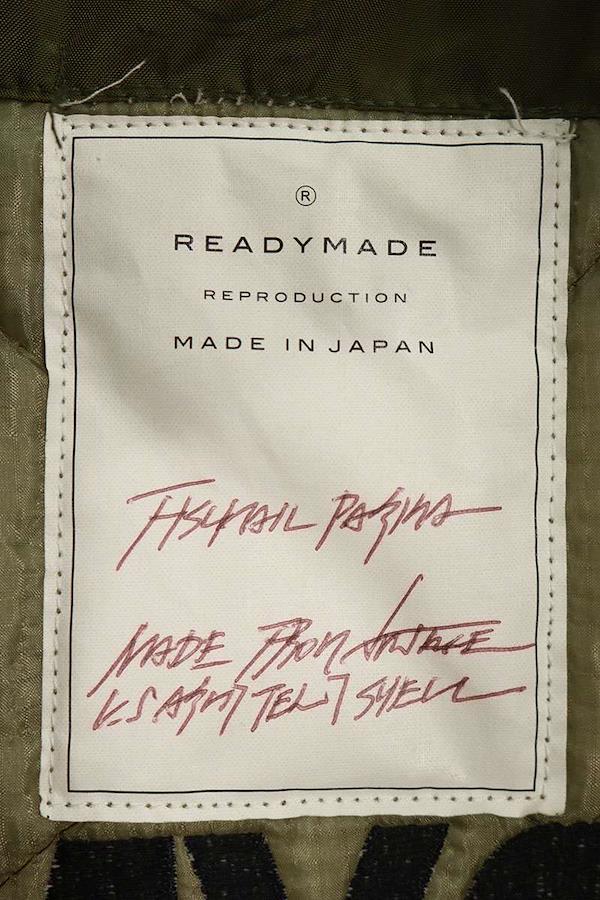 ®
READYMADE
REPRODUCTION
MADE IN JAPAN
FISHTAIL PARKA
MADE FROM VINTAGE
U.S ARMY TENT SHELL